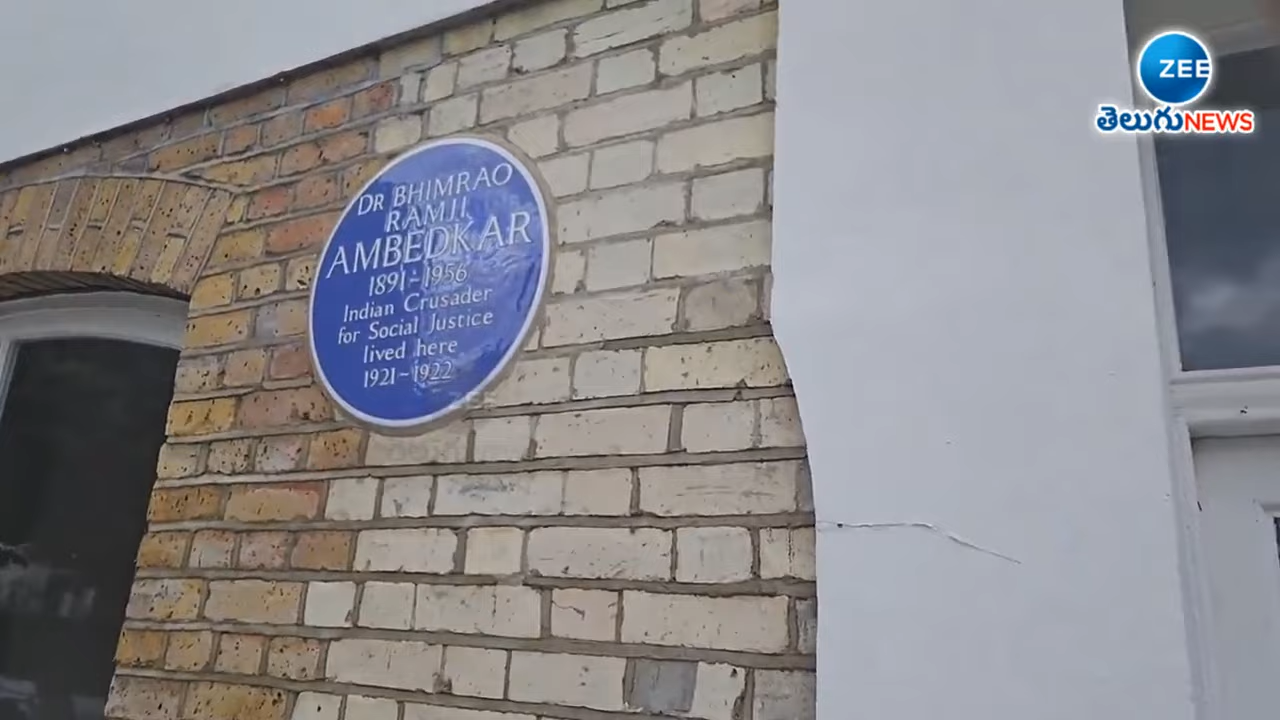 DR BHIMRAO
RAMJI
AMBEDKAR
1891-1956
Indian Crusader
for Social Justice
lived here
1921-1922
ZEE
తెలుగు NEWS